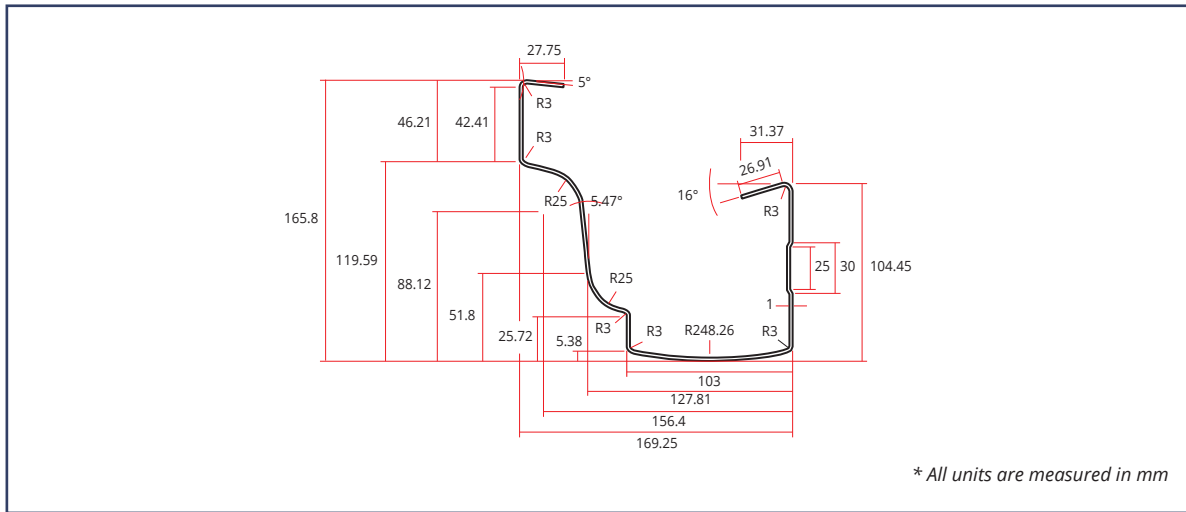 27.75
5°
R3
46.21
42.41
31.37
R3
26.91
16°
R25
5.47°
R3
165.8
119.59
25
30
104.45
88.12
R25
1
51.8
25.72
R3
R3
R248.26
R3
5.38
103
127.81
156.4
169.25
* All units are measured in mm